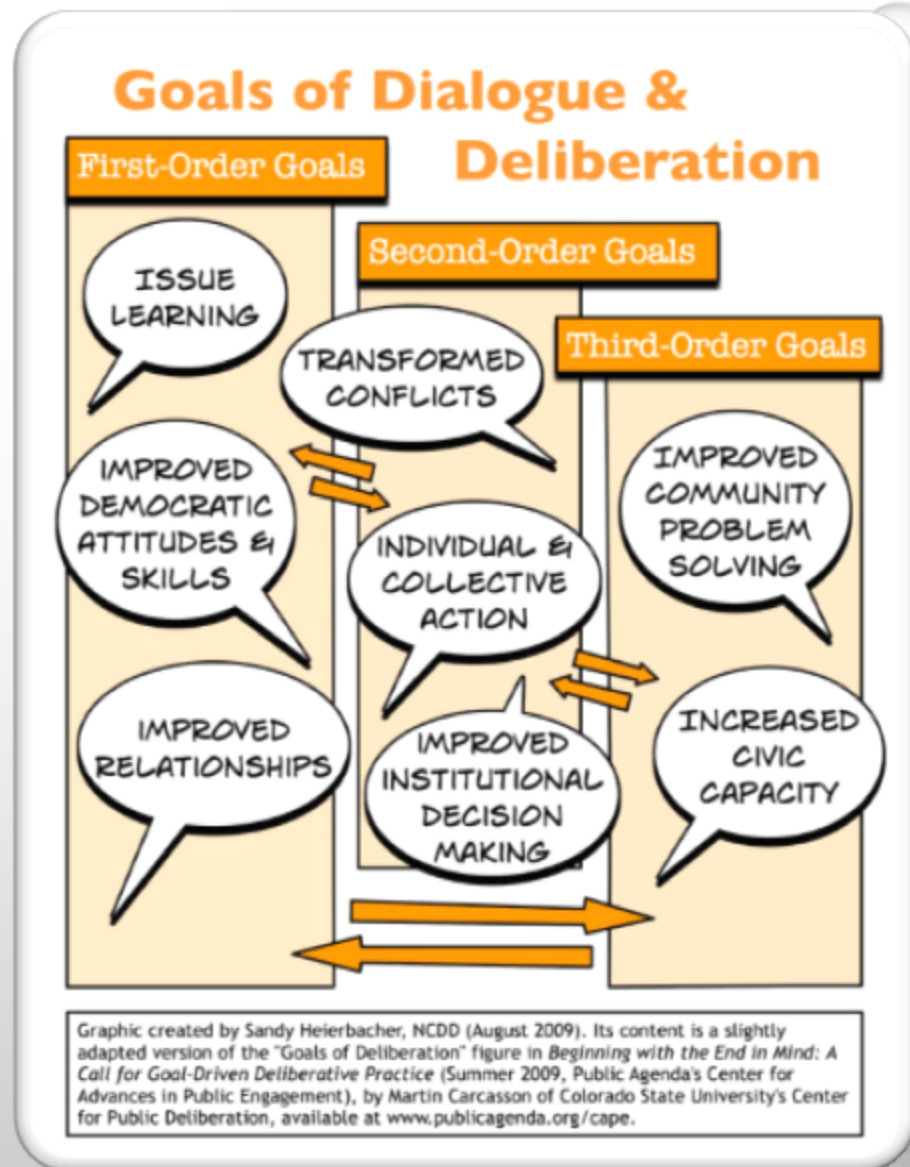 Goals of Dialogue &
Deliberation
First-Order Goals
ISSUE
LEARNING
IMPROVED
DEMOCRATIC
ATTITUDES &
SKILLS
IMPROVED
RELATIONSHIPS
Second-Order Goals
TRANSFORMED
CONFLICTS
INDIVIDUAL &
COLLECTIVE
ACTION
IMPROVED
INSTITUTIONAL
DECISION
MAKING
Third-Order Goals
IMPROVED
COMMUNITY
PROBLEM
SOLVING
INCREASED
CIVIC
CAPACITY
Graphic created by Sandy Heierbacher, NCDD (August 2009). Its content is a slightly
adapted version of the "Goals of Deliberation" figure in Beginning with the End in Mind: A
Call for Goal-Driven Deliberative Practice (Summer 2009, Public Agenda's Center for
Advances in Public Engagement), by Martin Carcasson of Colorado State University's Center
for Public Deliberation, available at www.publicagenda.org/cape.